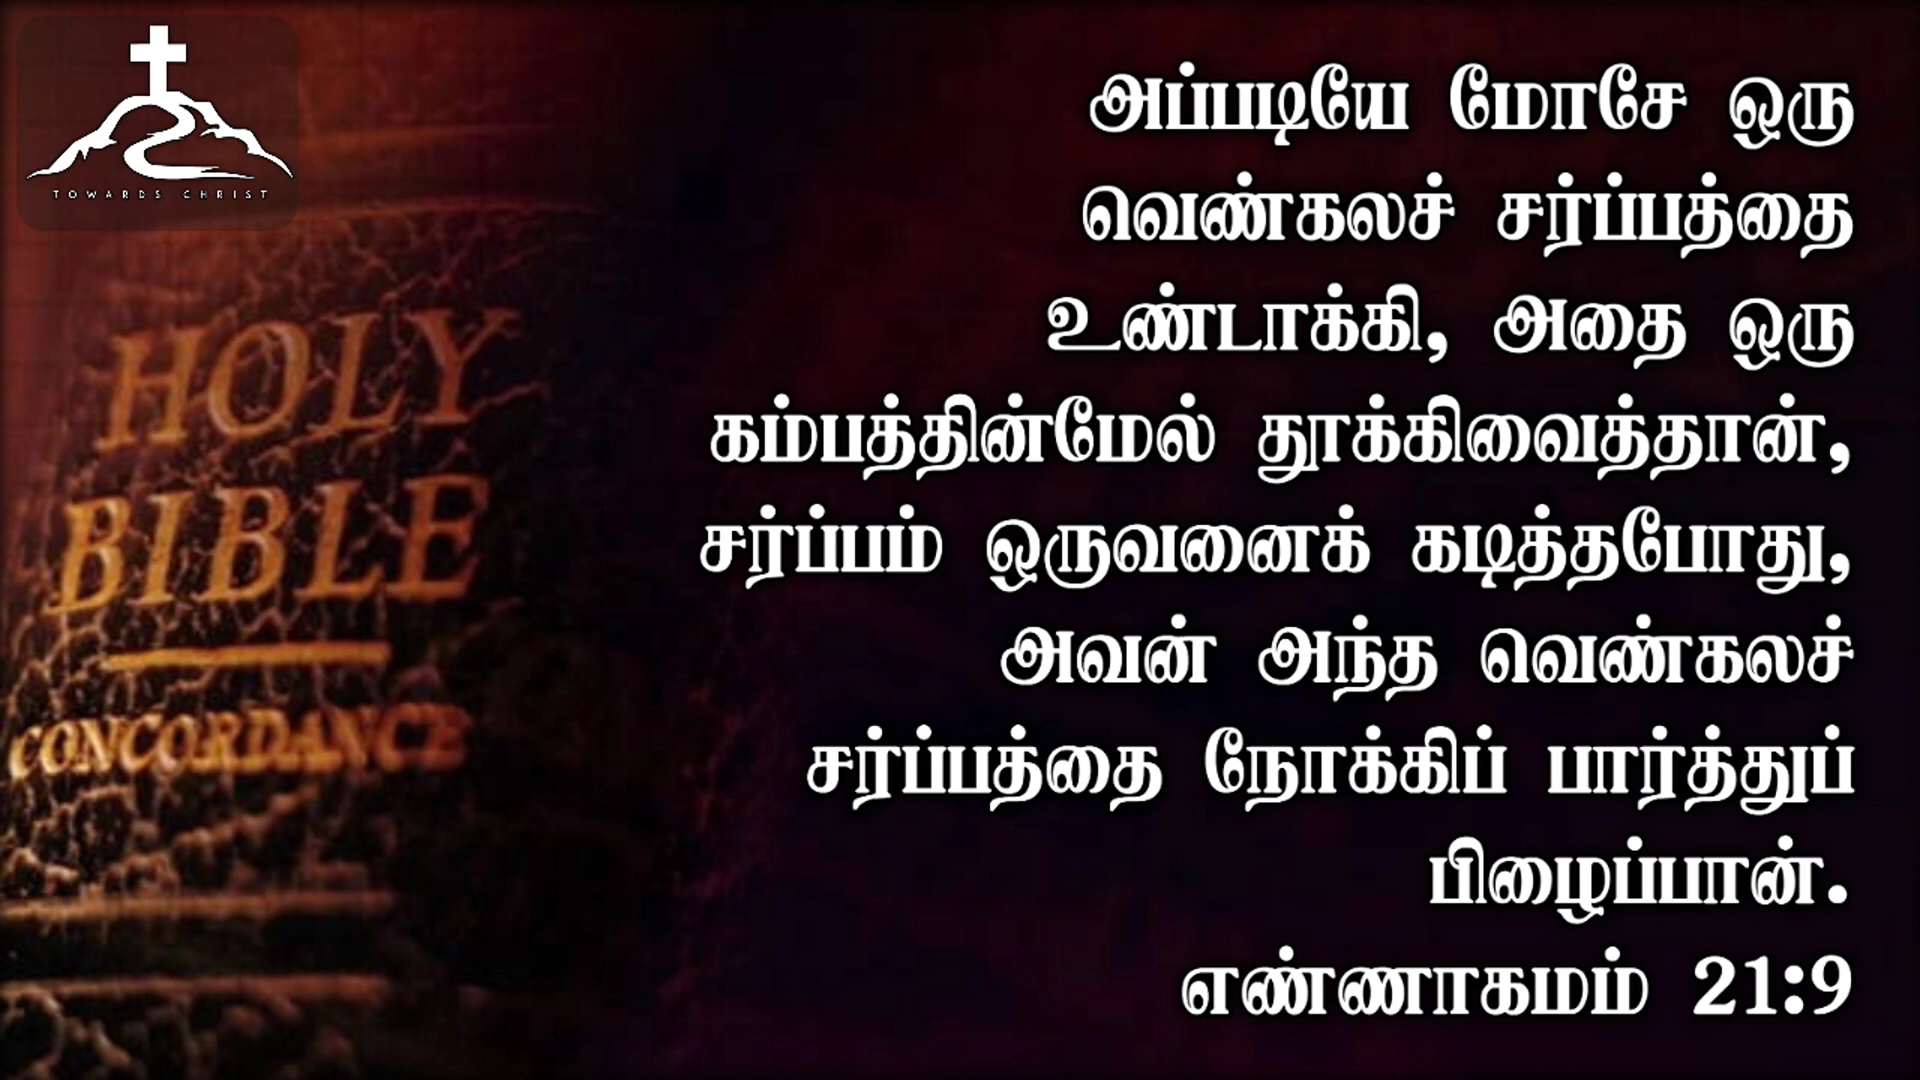 TOWARDS CHRIST
HOLY
BIBLE
CONCORDANCE
அப்படியே மோசே ஒரு
வெண்கலச் சர்ப்பத்தை
உண்டாக்கி, அதை ஒரு
கம்பத்தின்மேல் தூக்கிவைத்தான்,
சர்ப்பம் ஒருவனைக் கடித்தபோது,
அவன் அந்த வெண்கலச்
சர்ப்பத்தை நோக்கிப் பார்த்துப்
பிழைப்பான்.
எண்ணாகமம் 21:9